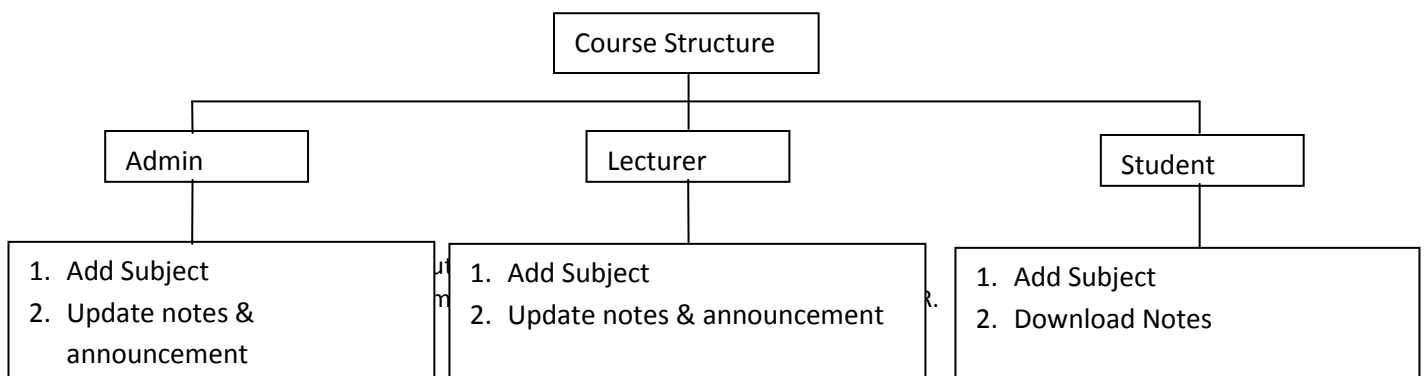 Course Structure
Admin
Lecturer
Student
1. Add Subject
2. Update notes &
announcement
1. Add Subject
2. Update notes & announcement
R.
1. Add Subject
2. Download Notes